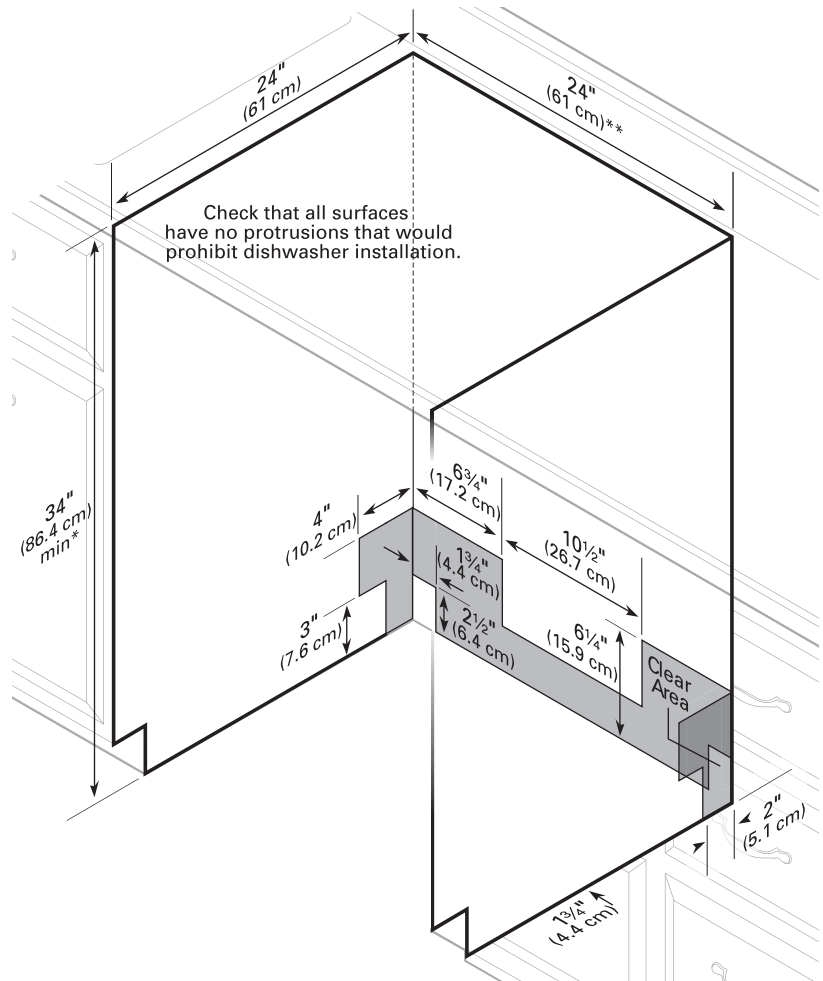 24"
(61 cm)
24"
(61 cm)**
Check that all surfaces
have no protrusions that would
prohibit dishwasher installation.
34"
(86.4 cm)
min*
6¾"
(17.2 cm)
4"
(10.2 cm)
10½"
(26.7 cm)
1¾"
(4.4 cm)
3"
(7.6 cm)
2½"
(6.4 cm)
6¼"
(15.9 cm)
Clear
Area
2"
(5.1 cm)
1¾"
(4.4 cm)